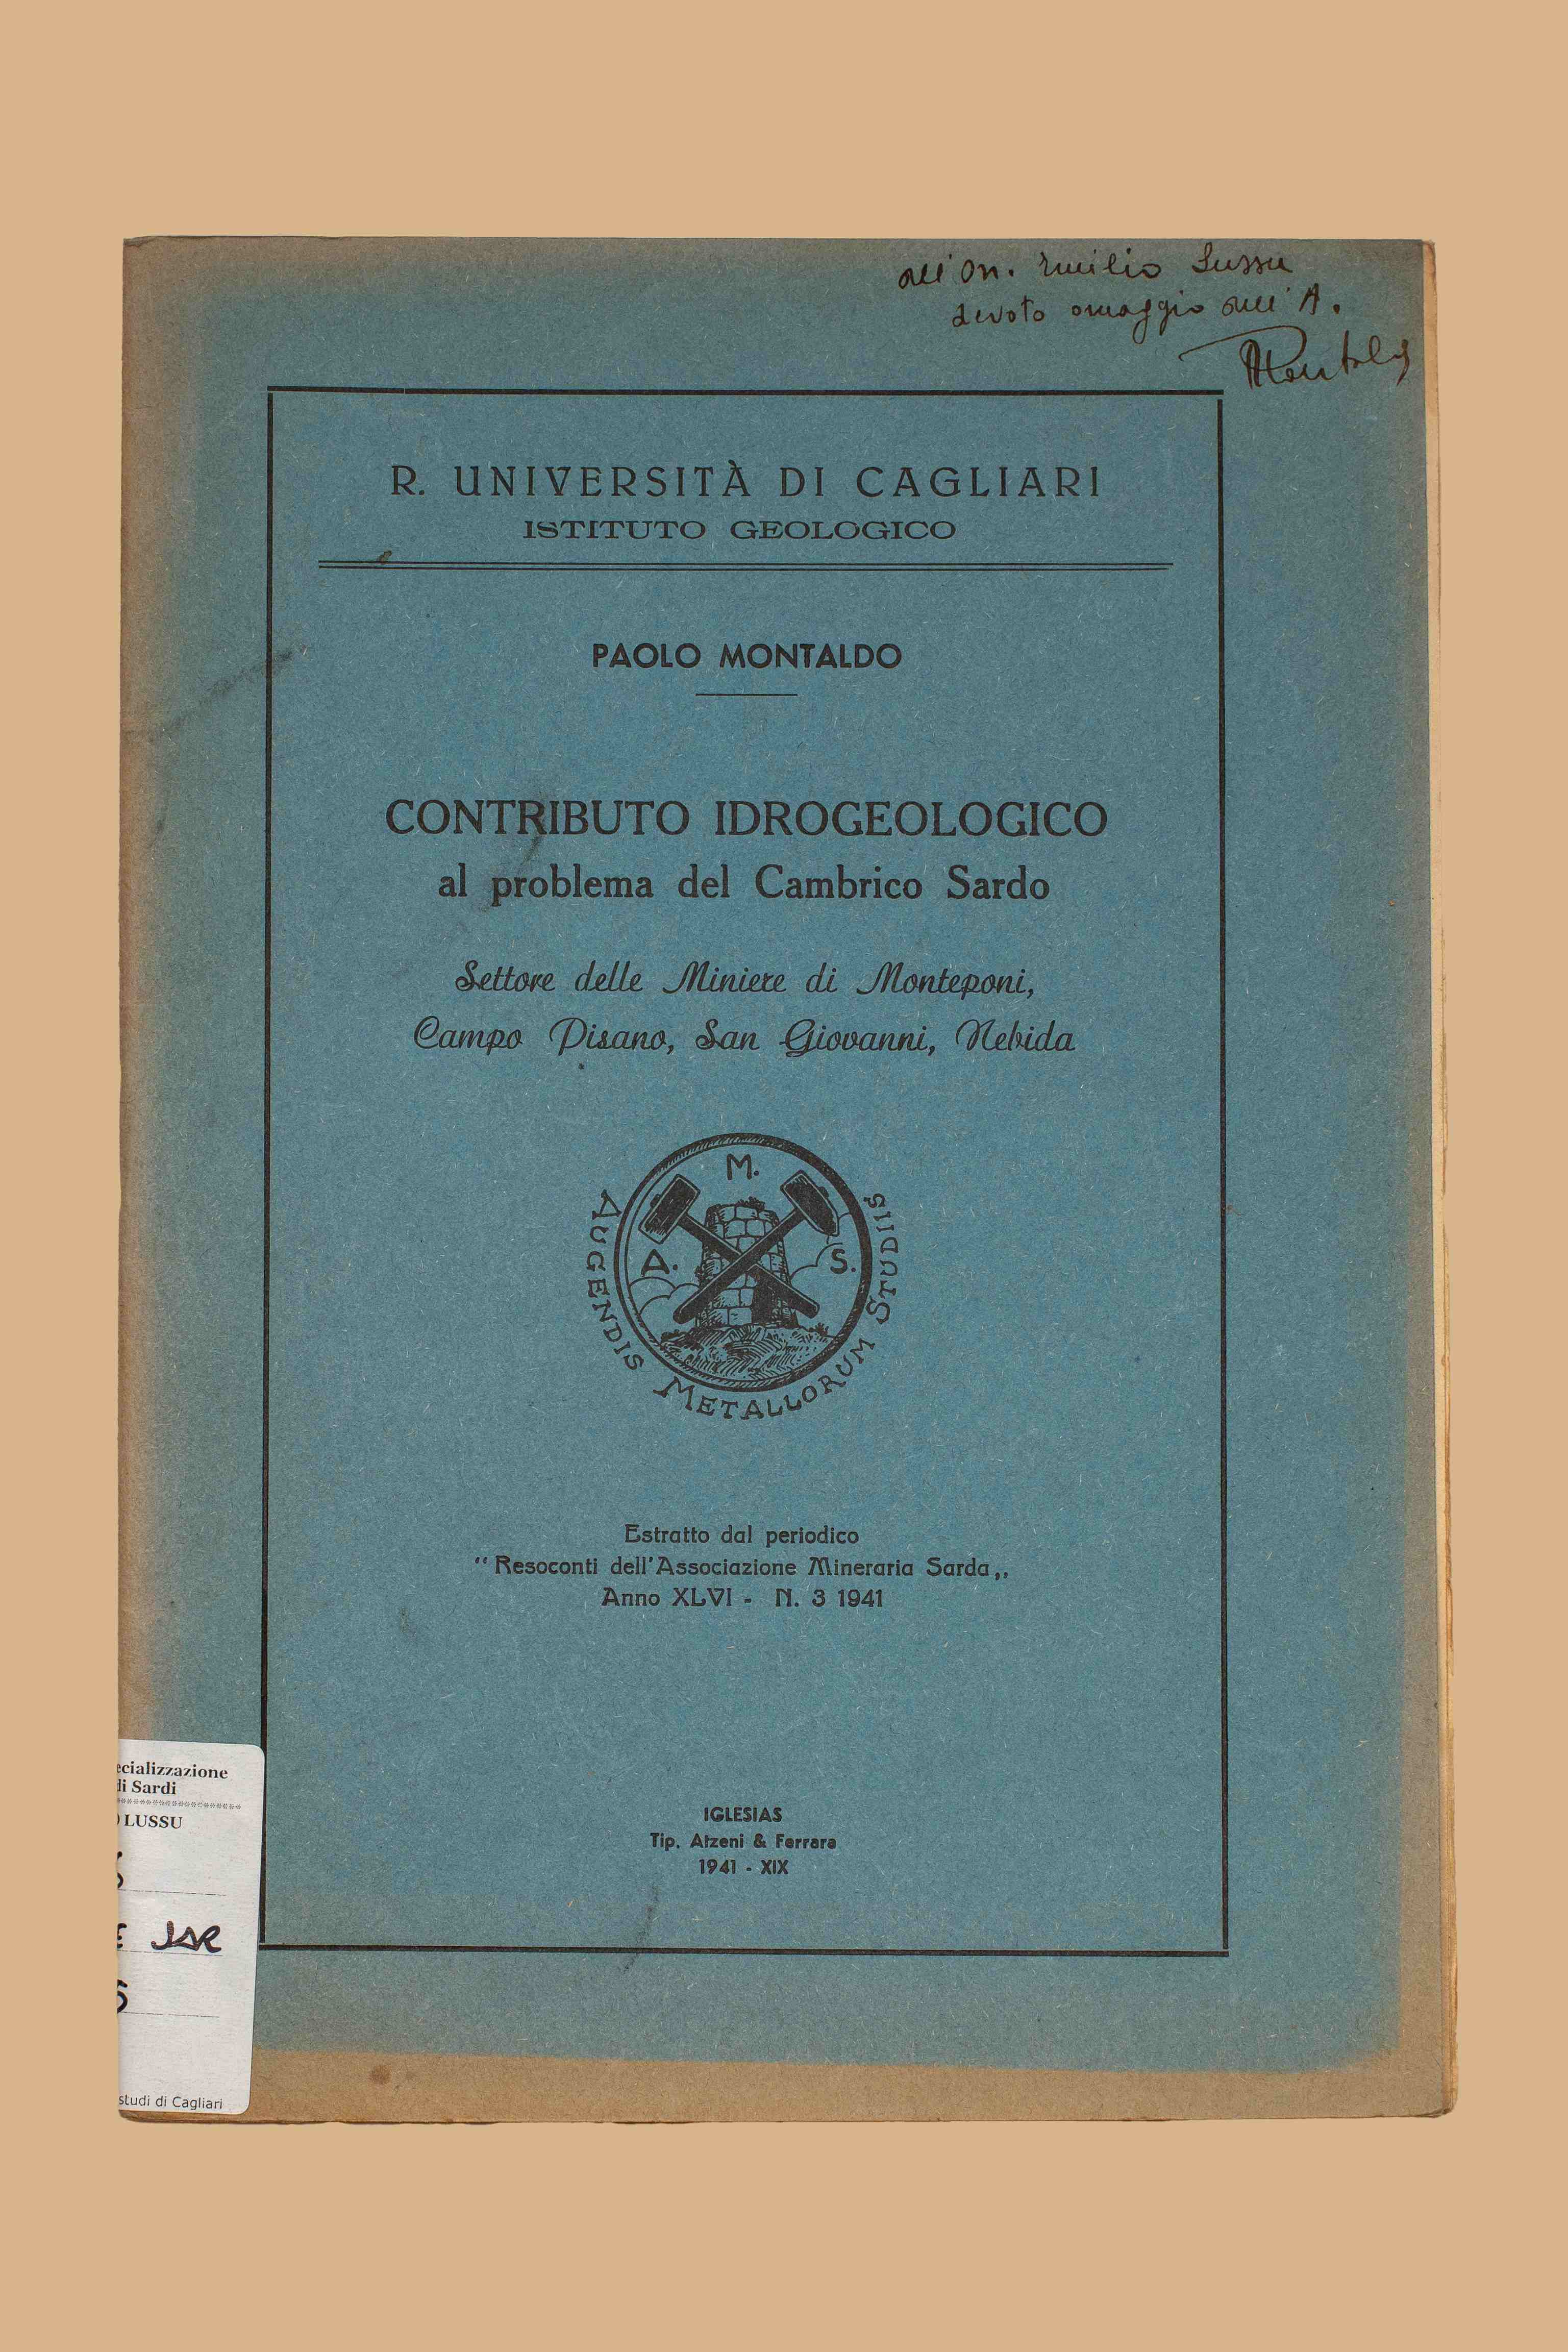 all'On. Emilio Lussu
devoto omaggio dell'A.
PMontaldo
R. UNIVERSITÀ DI CAGLIARI
ISTITUTO GEOLOGICO
PAOLO MONTALDO
CONTRIBUTO IDROGEOLOGICO
al problema del Cambrico Sardo
Settore delle Miniere di Monteponi,
Campo Pisano, San Giovanni, Nebida
M.
A. S.
AUGENDIS METALLORUM STUDIIS
Estratto dal periodico
“ Resoconti dell'Associazione Mineraria Sarda „
Anno XLVI - N. 3 1941
IGLESIAS
Tip. Atzeni & Ferrara
1941 - XIX
ecializzazione
di Sardi
LUSSU
studi di Cagliari